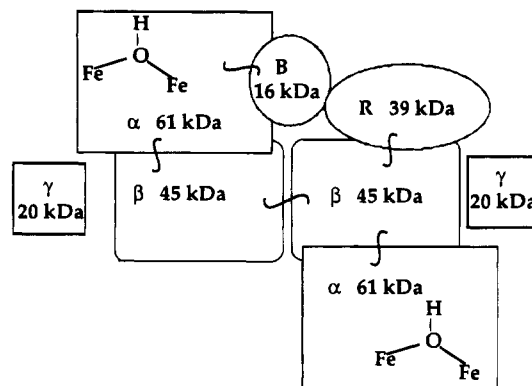 H
O
Fe Fe
α 61 kDa
B
16 kDa
R 39 kDa
γ
20 kDa
β 45 kDa
β 45 kDa
γ
20 kDa
α 61 kDa
H
O
Fe Fe